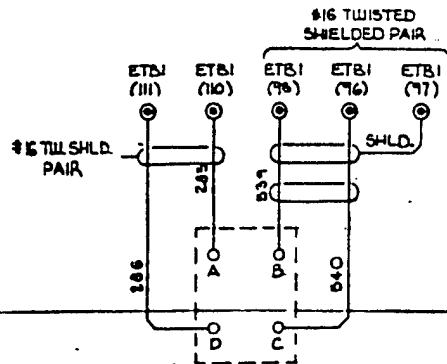 #16 TWISTED
SHIELDED PAIR
ETB1 ETB1 ETB1 ETB1 ETB1
(111) (110) (98) (96) (97)
#16 TW. SHLD.
PAIR
SHLD.
285
539
A B
286
540
D C